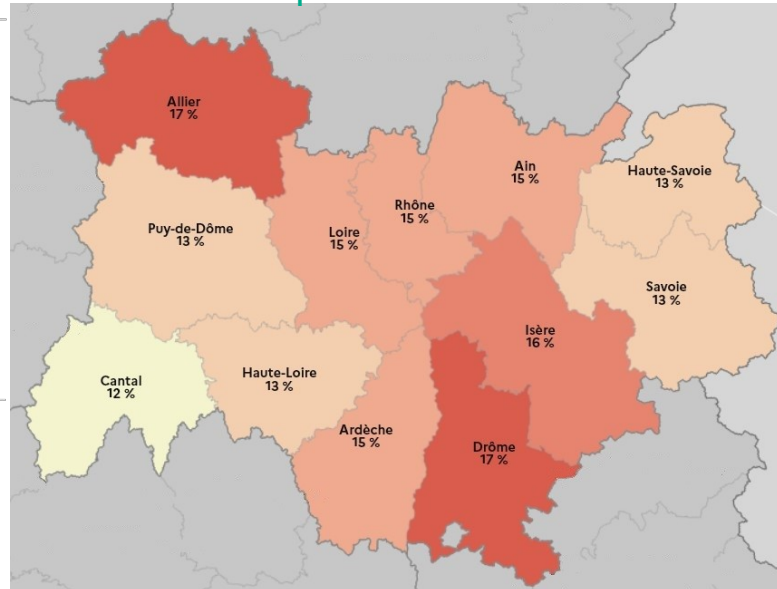 Allier
17 %
Ain
15 %
Haute-Savoie
13 %
Rhône
15 %
Puy-de-Dôme
13 %
Loire
15 %
Savoie
13 %
Isère
16 %
Haute-Loire
13 %
Cantal
12 %
Ardèche
15 %
Drôme
17 %